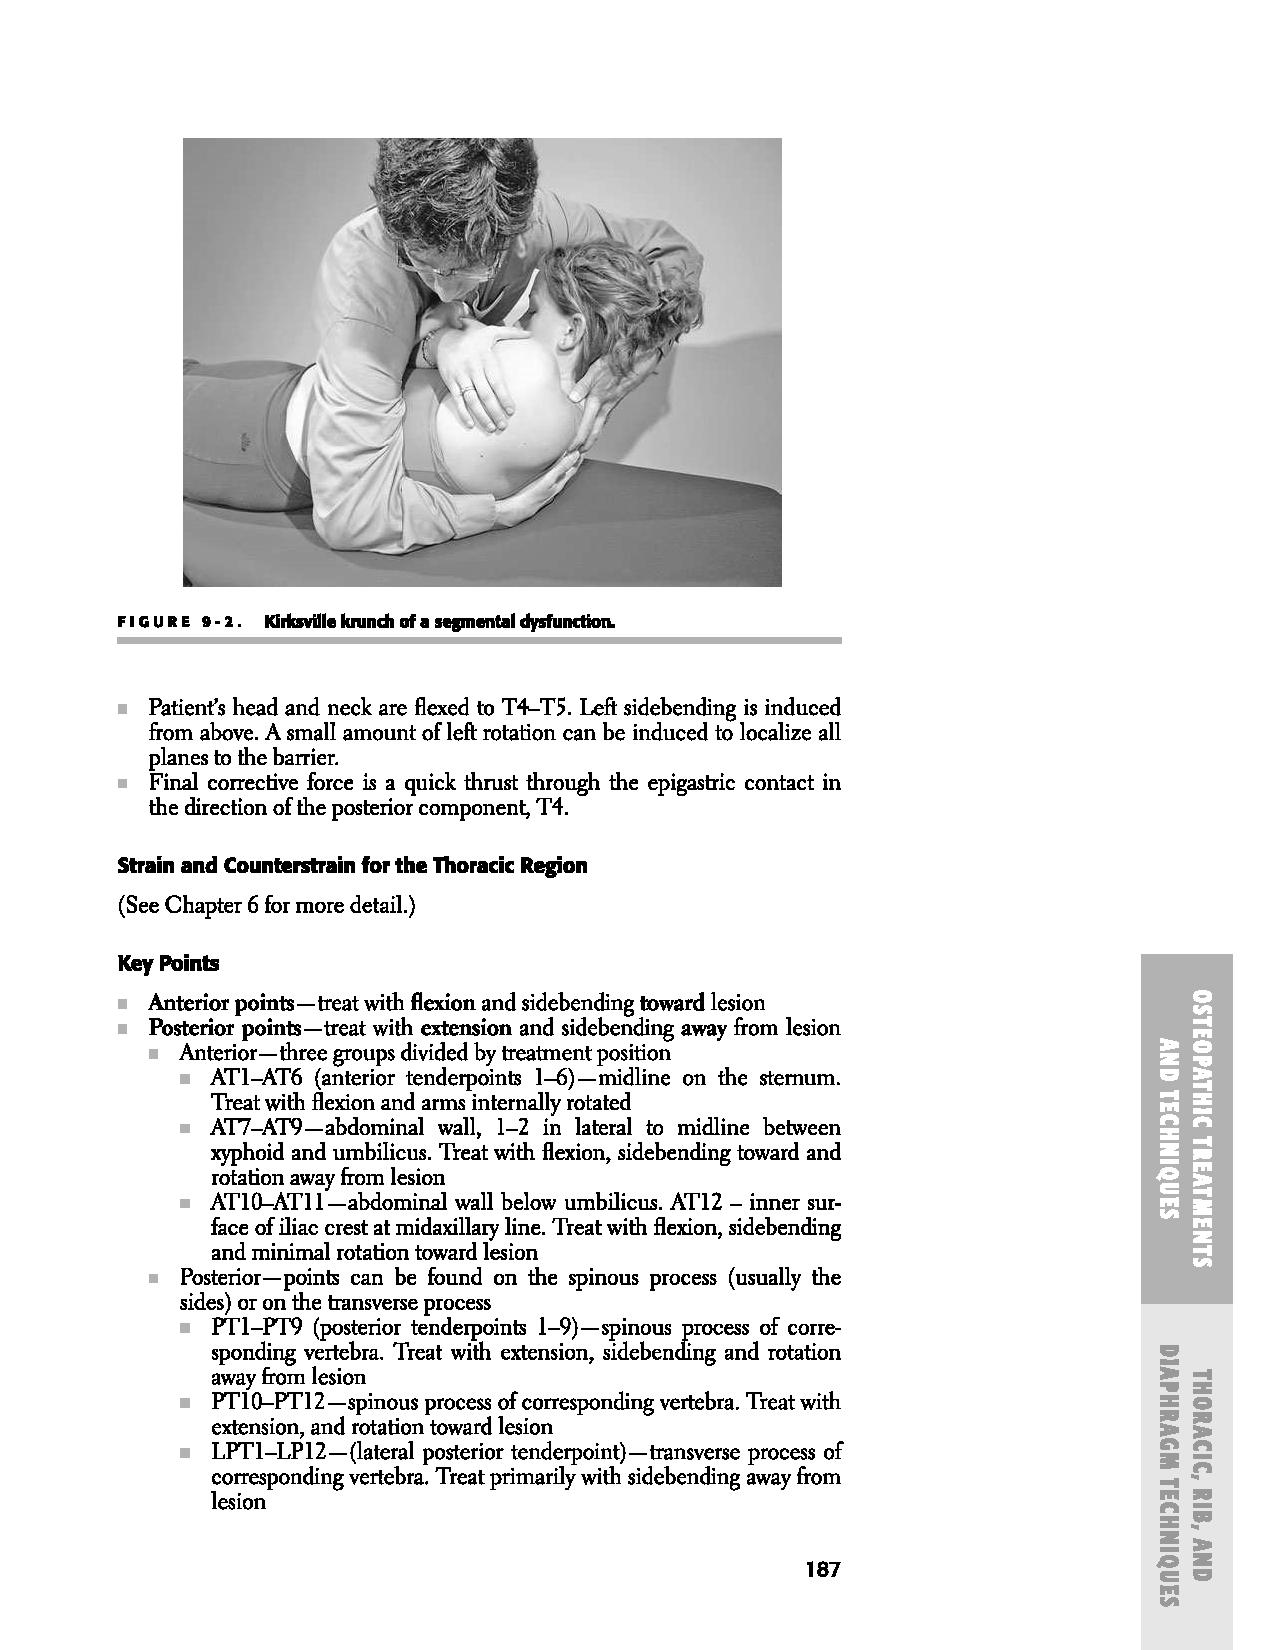 FIGURE 9-2. Kirksville krunch of a segmental dysfunction.
■ Patient's head and neck are flexed to T4–T5. Left sidebending is induced
from above. A small amount of left rotation can be induced to localize all
planes to the barrier.
■ Final corrective force is a quick thrust through the epigastric contact in
the direction of the posterior component, T4.
Strain and Counterstrain for the Thoracic Region
(See Chapter 6 for more detail.)
Key Points
■ Anterior points—treat with flexion and sidebending toward lesion
■ Posterior points—treat with extension and sidebending away from lesion
■ Anterior—three groups divided by treatment position
■ AT1–AT6 (anterior tenderpoints 1–6)—midline on the sternum.
Treat with flexion and arms internally rotated
■ AT7–AT9—abdominal wall, 1–2 in lateral to midline between
xyphoid and umbilicus. Treat with flexion, sidebending toward and
rotation away from lesion
■ AT10–AT11—abdominal wall below umbilicus. AT12 – inner sur-
face of iliac crest at midaxillary line. Treat with flexion, sidebending
and minimal rotation toward lesion
■ Posterior—points can be found on the spinous process (usually the
sides) or on the transverse process
■ PT1–PT9 (posterior tenderpoints 1–9)—spinous process of corre-
sponding vertebra. Treat with extension, sidebending and rotation
away from lesion
■ PT10–PT12—spinous process of corresponding vertebra. Treat with
extension, and rotation toward lesion
■ LPT1–LP12—(lateral posterior tenderpoint)—transverse process of
corresponding vertebra. Treat primarily with sidebending away from
lesion
187
OSTEOPATHIC TREATMENTS
AND TECHNIQUES
THORACIC, RIB, AND
DIAPHRAGM TECHNIQUES